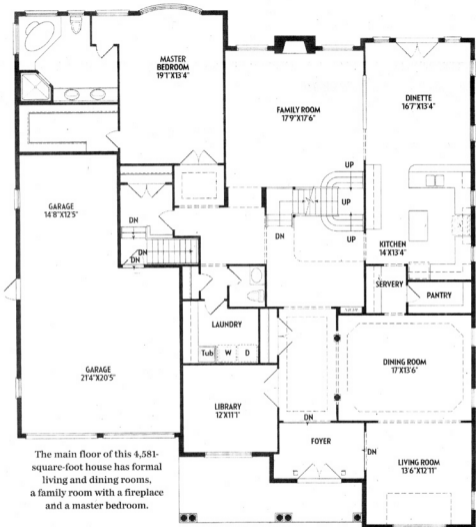 MASTER
BEDROOM
19'1"X13'4"
FAMILY ROOM
17'9"X17'6"
DINETTE
16'7"X13'4"
UP
UP
UP
GARAGE
14'8"X12'5"
DN
DN
DN
DN
KITCHEN
14'X13'4"
SERVERY
PANTRY
LAUNDRY
Tub
W
D
DINING ROOM
17'X13'6"
GARAGE
21'4"X20'5"
LIBRARY
12'X11'1"
DN
FOYER
DN
LIVING ROOM
13'6"X12'11"
The main floor of this 4,581-
square-foot house has formal
living and dining rooms,
a family room with a fireplace
and a master bedroom.